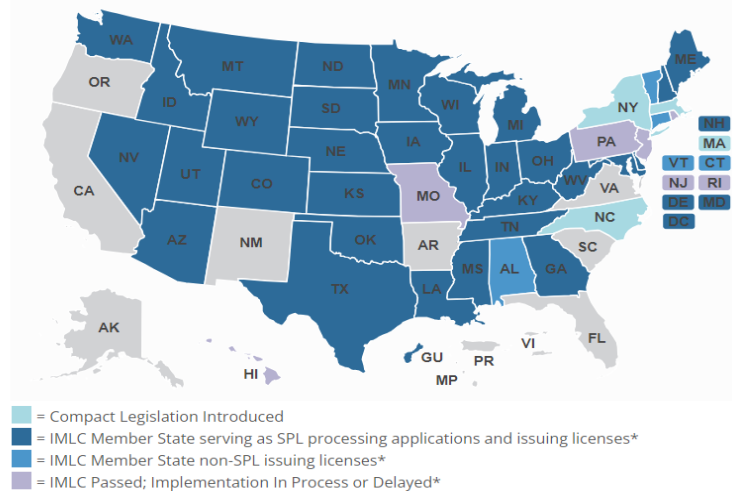 WA
MT
ND
ME
OR
MN
ID
SD
WI
NY
WY
MI
NH
IA
PA
MA
NE
NV
OH
VT CT
UT
IL
IN
CO
WV
VA
NJ RI
CA
KS
MO
KY
DE MD
NC
DC
TN
AZ
NM
OK
AR
SC
MS
AL
GA
TX
LA
AK
FL
VI
GU
PR
HI
MP
= Compact Legislation Introduced
= IMLC Member State serving as SPL processing applications and issuing licenses*
= IMLC Member State non-SPL issuing licenses*
= IMLC Passed; Implementation In Process or Delayed*